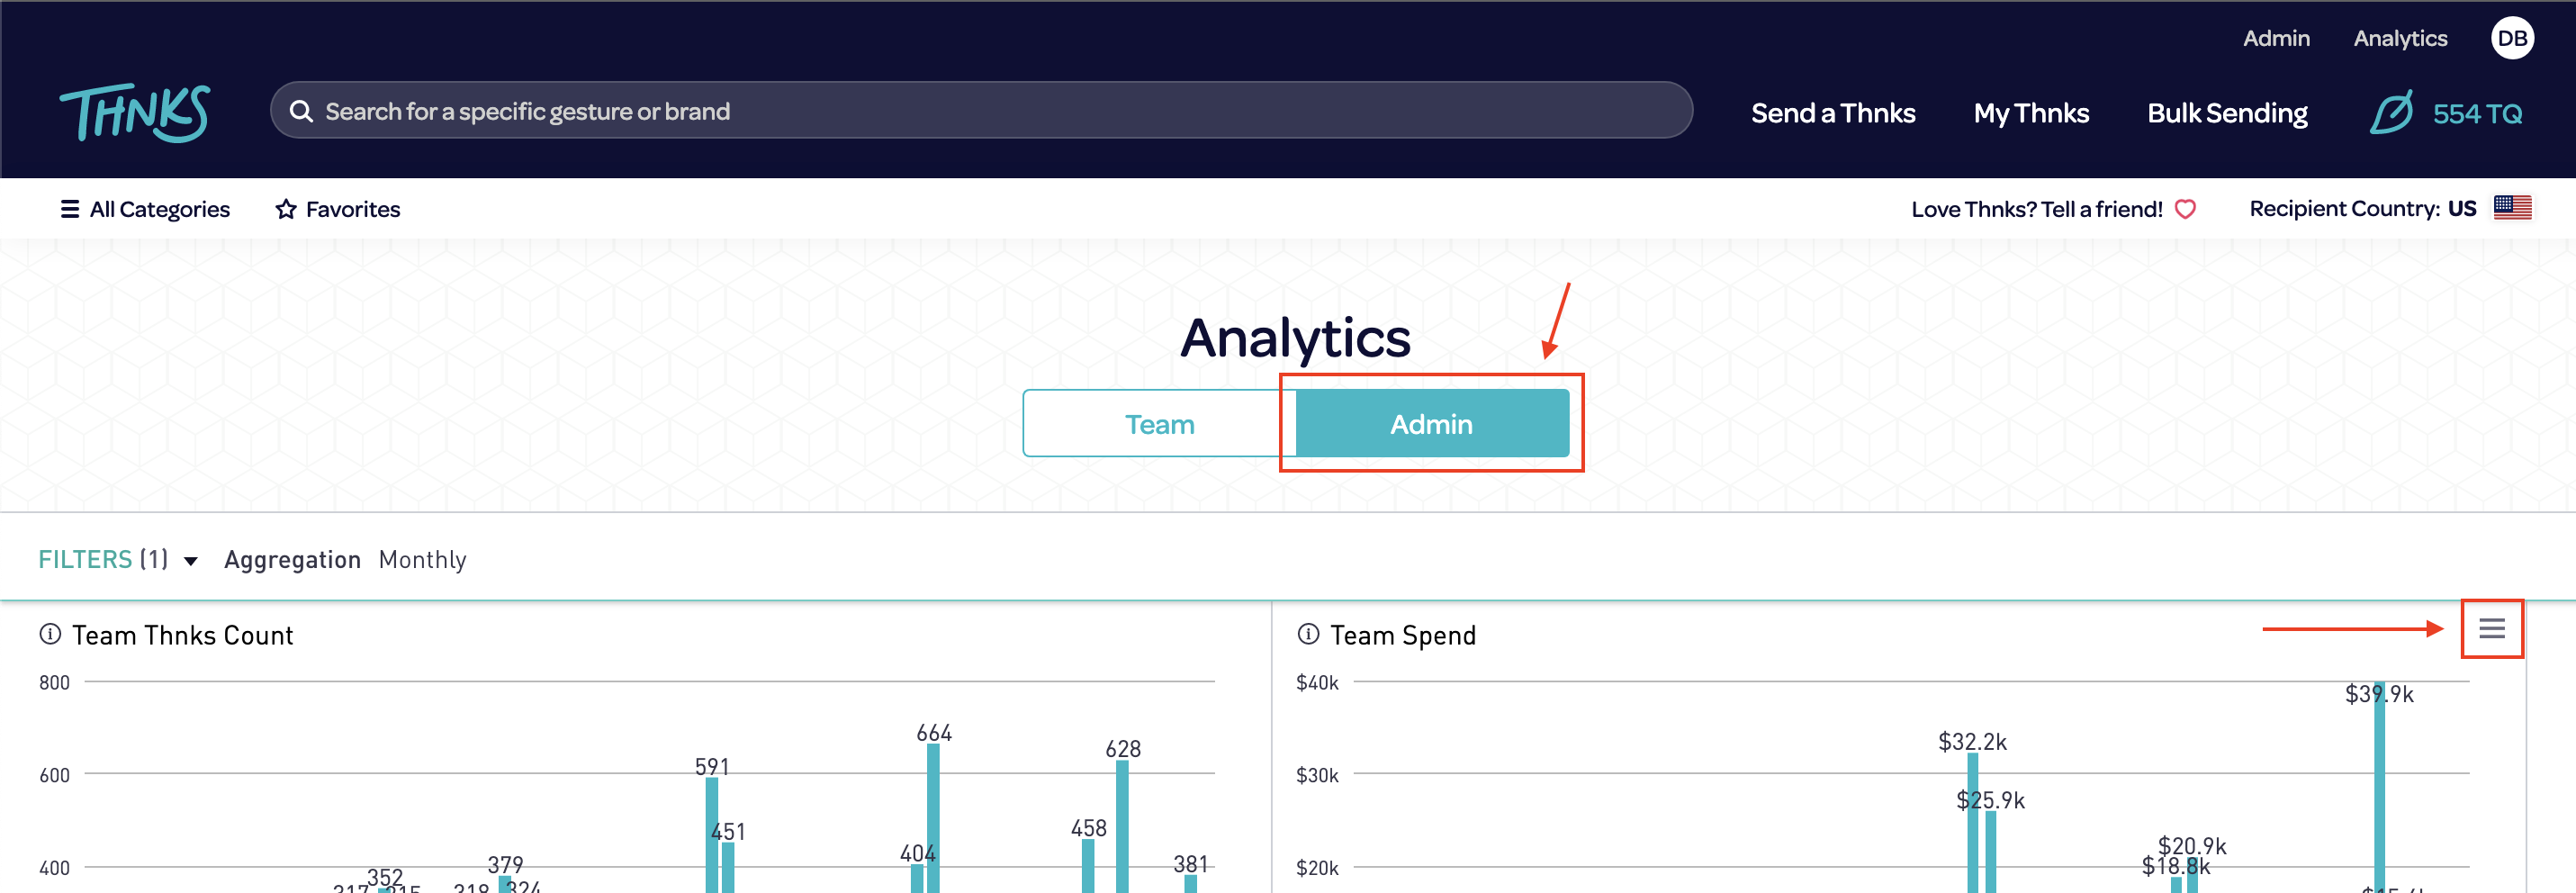 Admin Analytics DB
THNKS
Search for a specific gesture or brand
Send a Thnks My Thnks Bulk Sending 554 TQ
All Categories Favorites Love Thnks? Tell a friend! Recipient Country: US
Analytics
Team Admin
FILTERS (1) Aggregation Monthly
Team Thnks Count
800
664
628
600
591
458
451
404
400
379
381
352
Team Spend
$40k
$39.9k
$32.2k
$30k
$25.9k
$20.9k
$20k
$18.8k